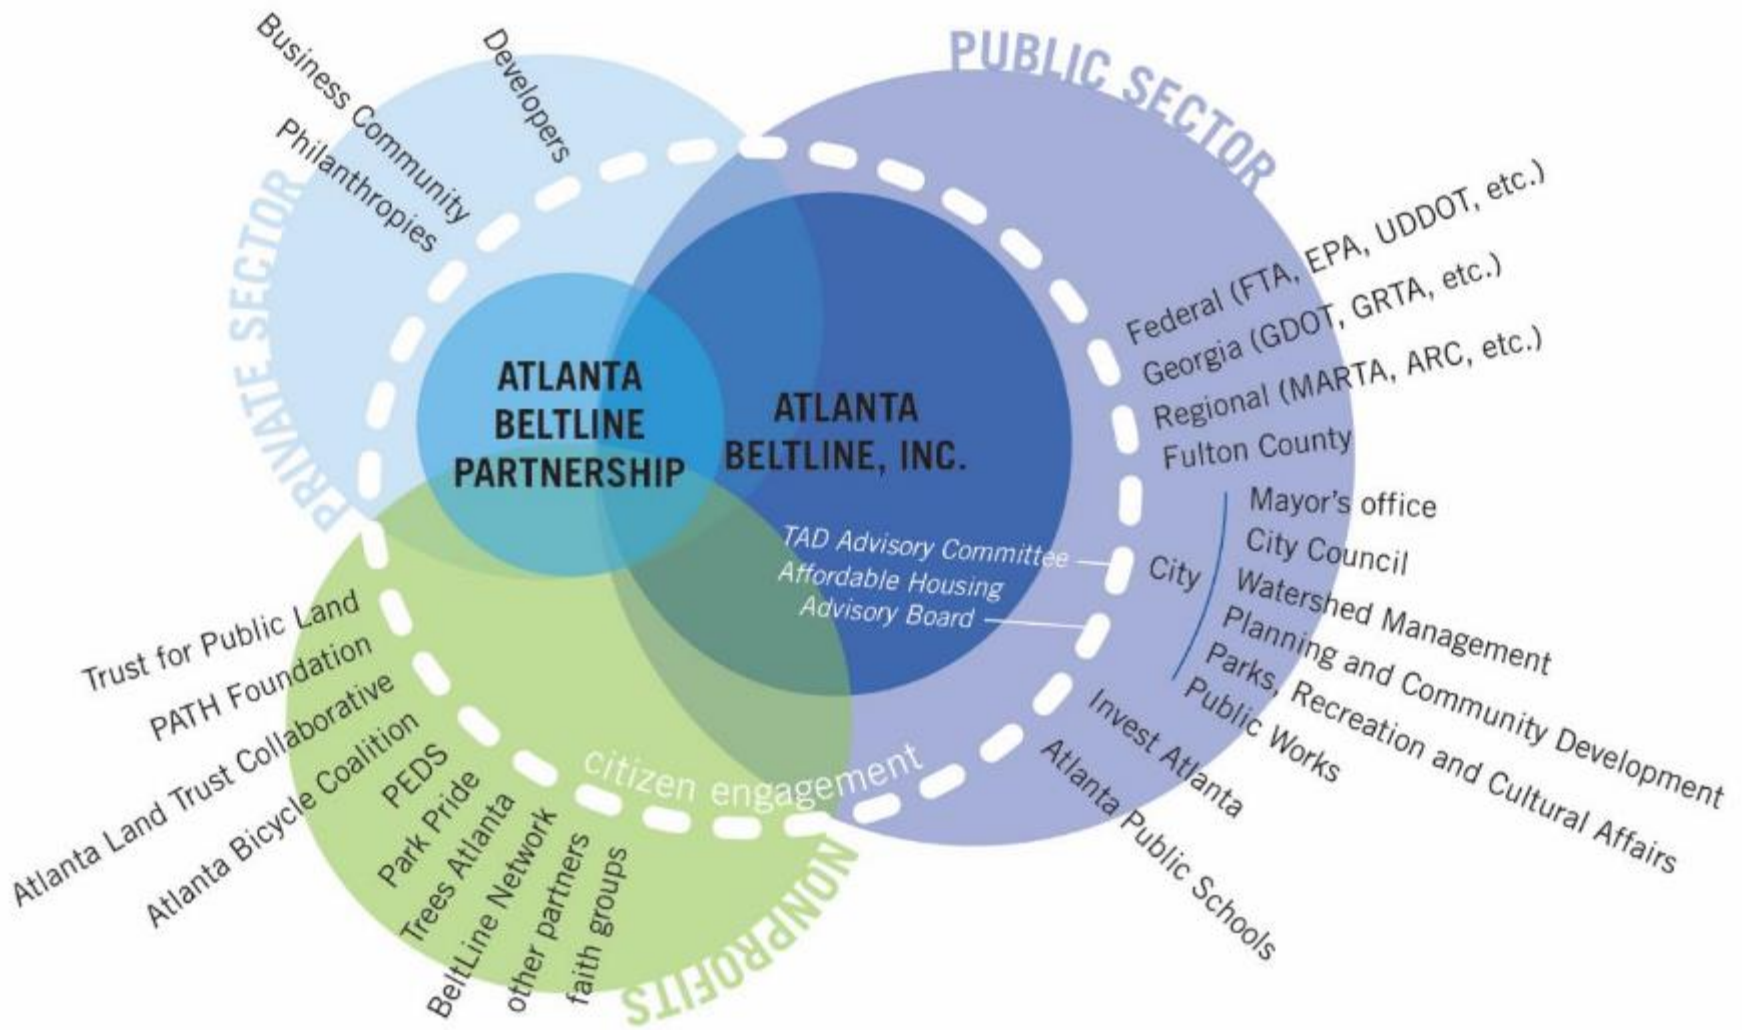 PRIVATE SECTOR
Business Community
Philanthropies
Developers
PUBLIC SECTOR
Federal (FTA, EPA, UDDOT, etc.)
Georgia (GDOT, GRTA, etc.)
Regional (MARTA, ARC, etc.)
Fulton County
City
Mayor's office
City Council
Watershed Management
Planning and Community Development
Parks, Recreation and Cultural Affairs
Public Works
Invest Atlanta
Atlanta Public Schools
ATLANTA
BELTLINE
PARTNERSHIP
ATLANTA
BELTLINE, INC.
TAD Advisory Committee
Affordable Housing
Advisory Board
citizen engagement
Trust for Public Land
PATH Foundation
Atlanta Land Trust Collaborative
Atlanta Bicycle Coalition
PEDS
Park Pride
Trees Atlanta
BeltLine Network
other partners
faith groups
NONPROFITS